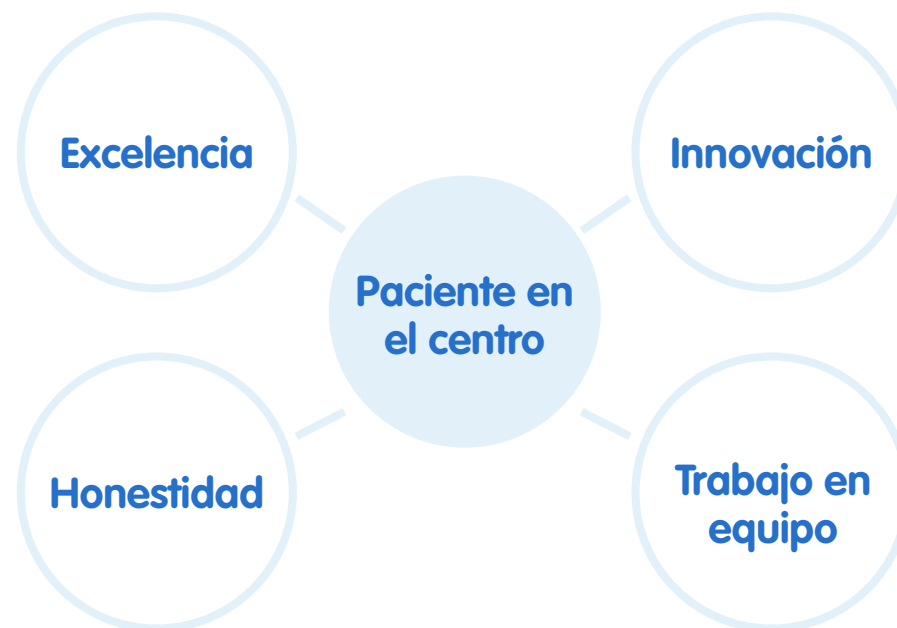 Excelencia
Innovación
Paciente en
el centro
Honestidad
Trabajo en
equipo